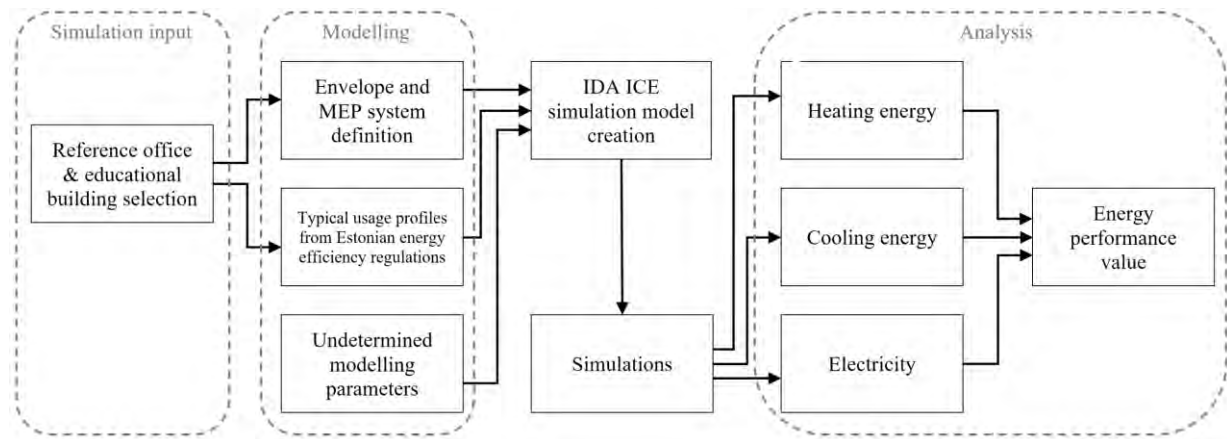 Simulation input
Modelling
Analysis
Reference office
& educational
building selection
Envelope and
MEP system
definition
Typical usage profiles
from Estonian energy
efficiency regulations
Undetermined
modelling
parameters
IDA ICE
simulation model
creation
Simulations
Heating energy
Cooling energy
Electricity
Energy
performance
value